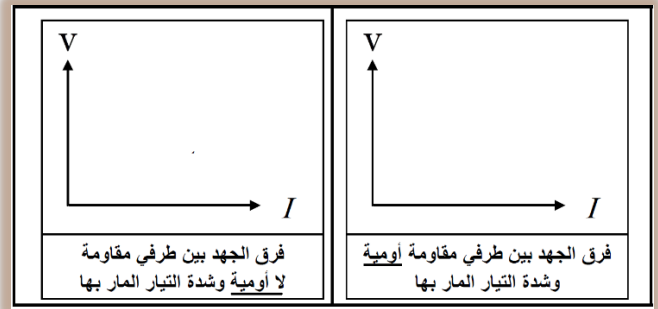 V
I
فرق الجهد بين طرفي مقاومة أومية
وشدة التيار المار بها
V
I
فرق الجهد بين طرفي مقاومة
لا أومية وشدة التيار المار بها